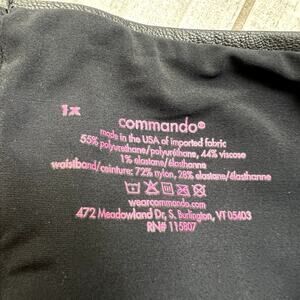 1x
commando®
made in the USA of imported fabric
55% polyurethane/polyuréthane, 44% viscose
1% elastane/élasthanne
waistband/ceinture: 72% nylon, 28% elastane/élasthanne
wearcommando.com
472 Meadowland Dr, S. Burlington, VT 05403
RN# 115807